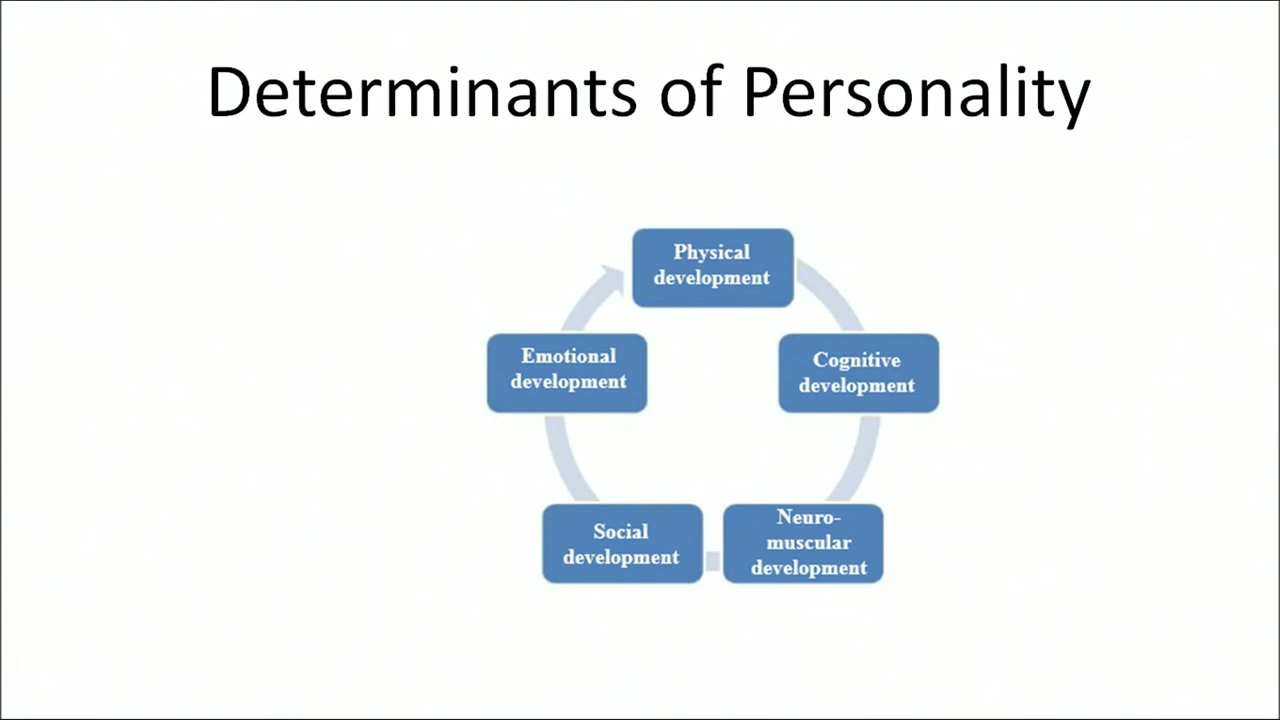 Determinants of Personality
Physical
development
Cognitive
development
Neuro-
muscular
development
Social
development
Emotional
development